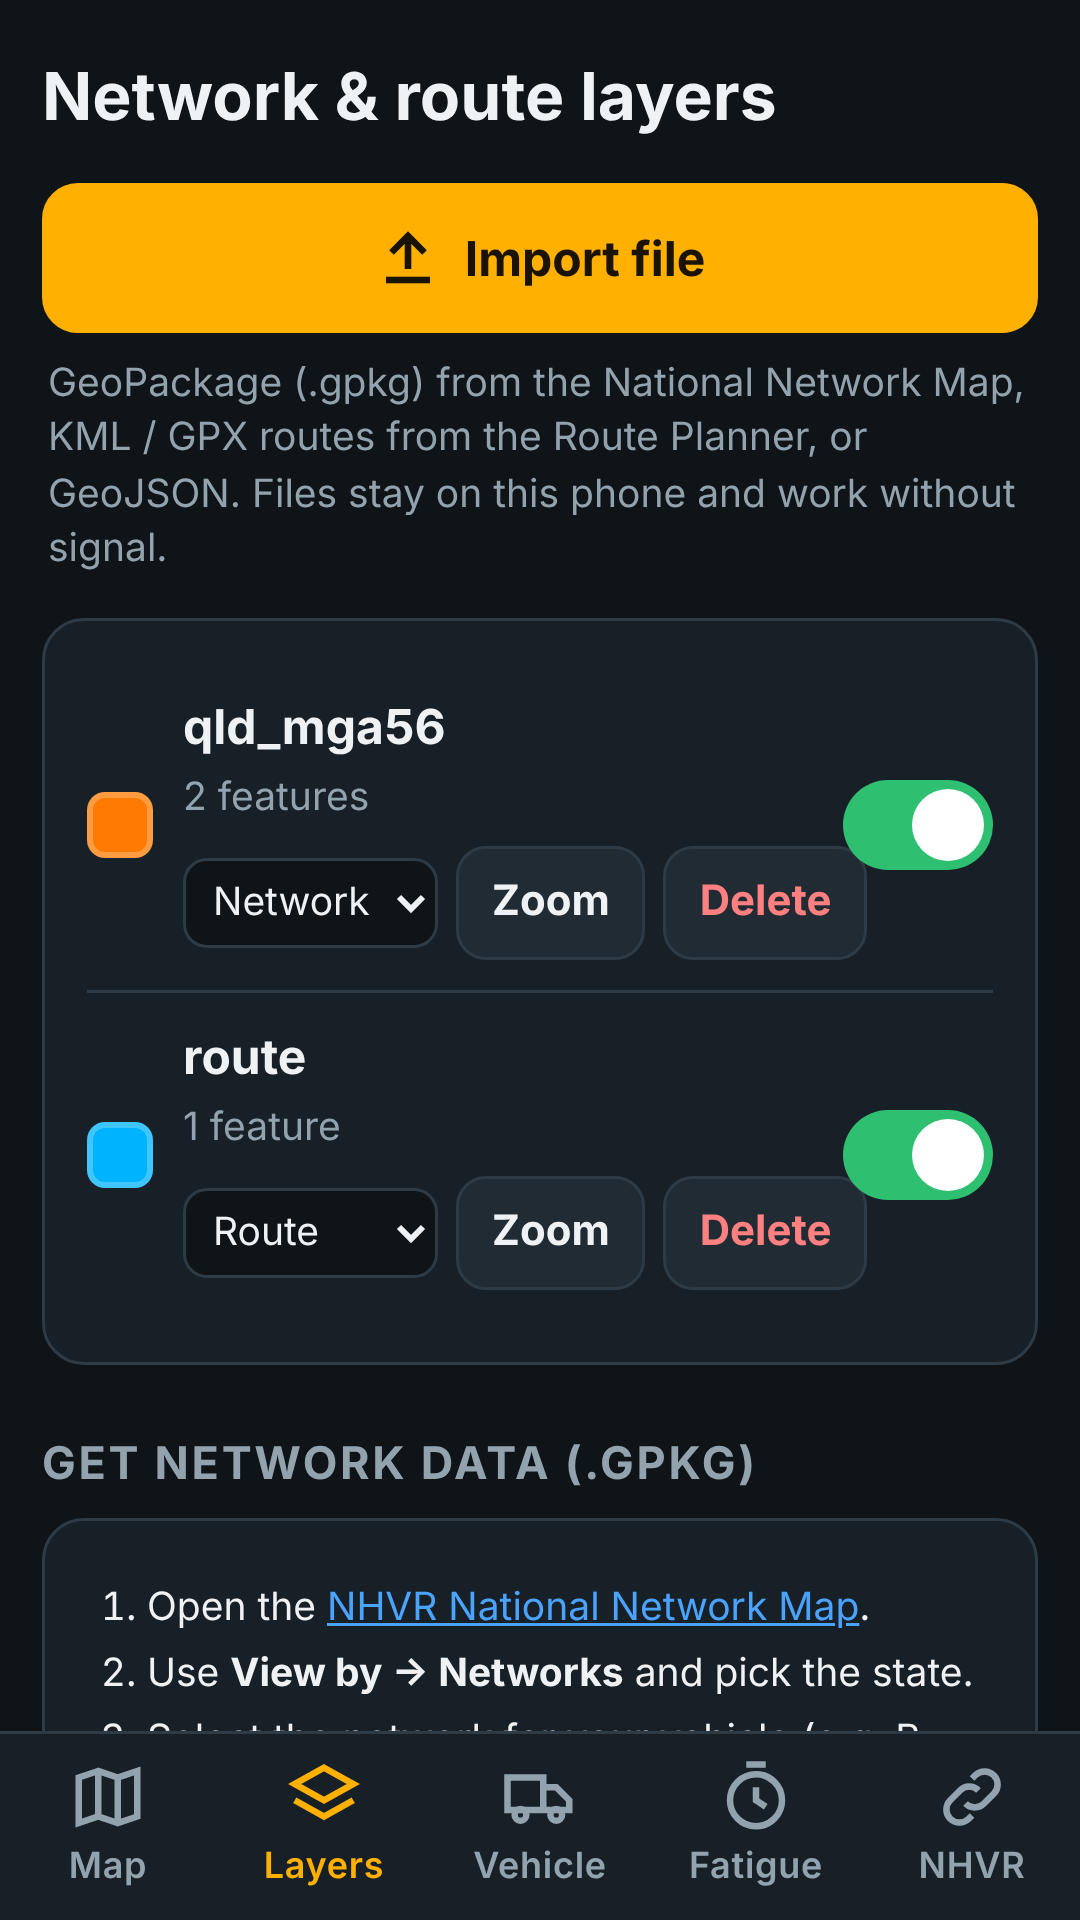 Network & route layers
Import file
GeoPackage (.gpkg) from the National Network Map,
KML / GPX routes from the Route Planner, or
GeoJSON. Files stay on this phone and work without
signal.
qld_mga56
2 features
Network
Zoom
Delete
route
1 feature
Route
Zoom
Delete
GET NETWORK DATA (.GPKG)
1. Open the NHVR National Network Map.
2. Use View by → Networks and pick the state.
Map
Layers
Vehicle
Fatigue
NHVR